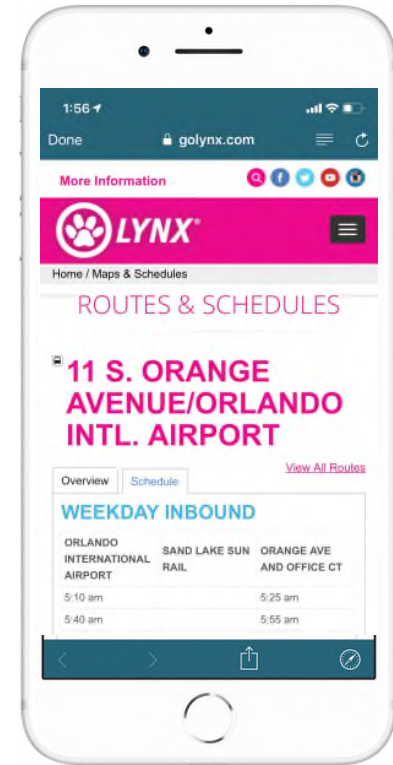 1:56
Done golynx.com
More Information
LYNX®
Home / Maps & Schedules
ROUTES & SCHEDULES
11 S. ORANGE
AVENUE/ORLANDO
INTL. AIRPORT
View All Routes
Overview Schedule
WEEKDAY INBOUND
ORLANDO
INTERNATIONAL
AIRPORT
SAND LAKE SUN
RAIL
ORANGE AVE
AND OFFICE CT
5:10 am 5:25 am
5:40 am 5:55 am